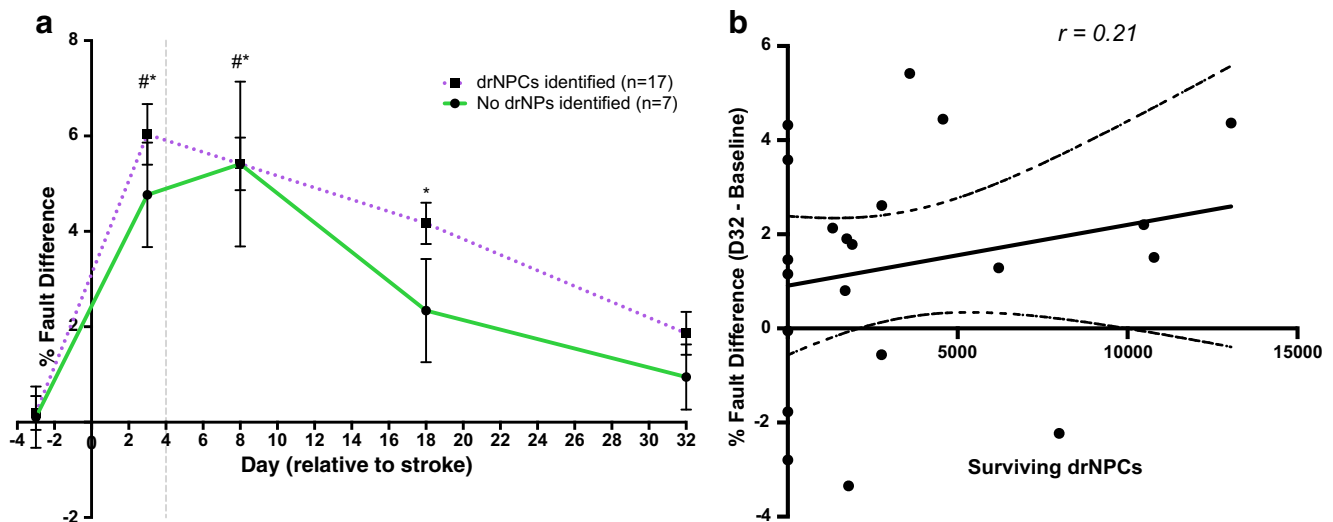 a
8
6
4
2
-2
% Fault Difference
#*
#*
*
drNPCs identified (n=17)
No drNPs identified (n=7)
-4 -2 0 2 4 6 8 10 12 14 16 18 20 22 24 26 28 30 32
Day (relative to stroke)
b
r = 0.21
6
4
2
0
-2
-4
% Fault Difference (D32 - Baseline)
5000 10000 15000
Surviving drNPCs